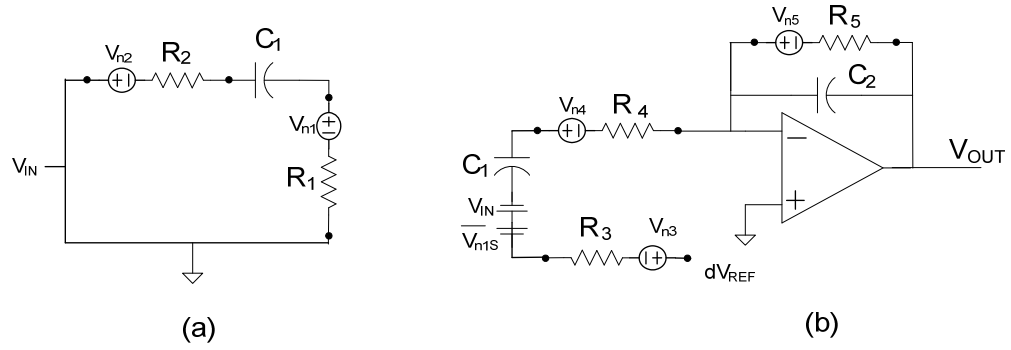 C1
Vn2
R2
Vn1
VIN
R1
(a)
Vn5
R5
C2
Vn4
R4
C1
VIN
Vn1S
R3
Vn3
dVREF
VOUT
(b)